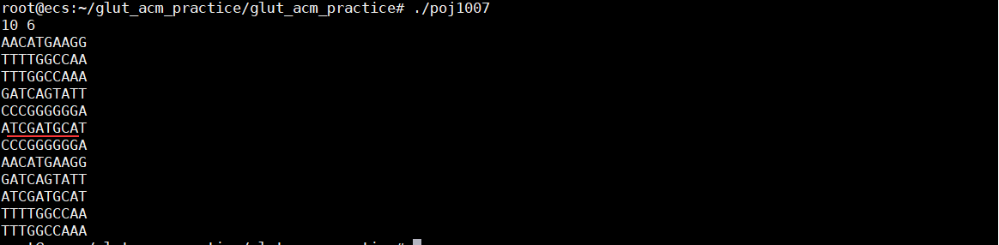 root@ecs:~/glut_acm_practice/glut_acm_practice# ./poj1007
10 6
AACATGAAGG
TTTTGGCCAA
TTTGGCCAAA
GATCAGTATT
CCCGGGGGGA
ATCGATGCAT
CCCGGGGGGA
AACATGAAGG
GATCAGTATT
ATCGATGCAT
TTTTGGCCAA
TTTGGCCAAA